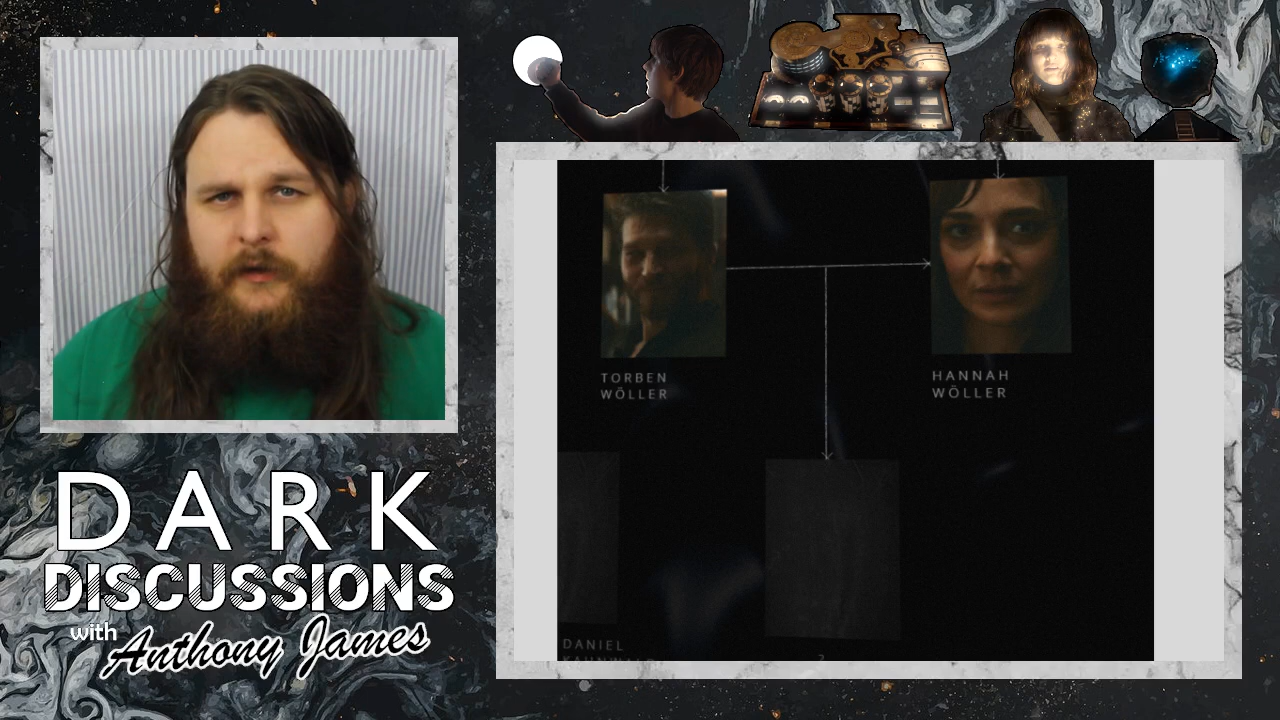 DARK
DISCUSSIONS
with Anthony James
TORBEN
WÖLLER
HANNAH
WÖLLER
DANIEL